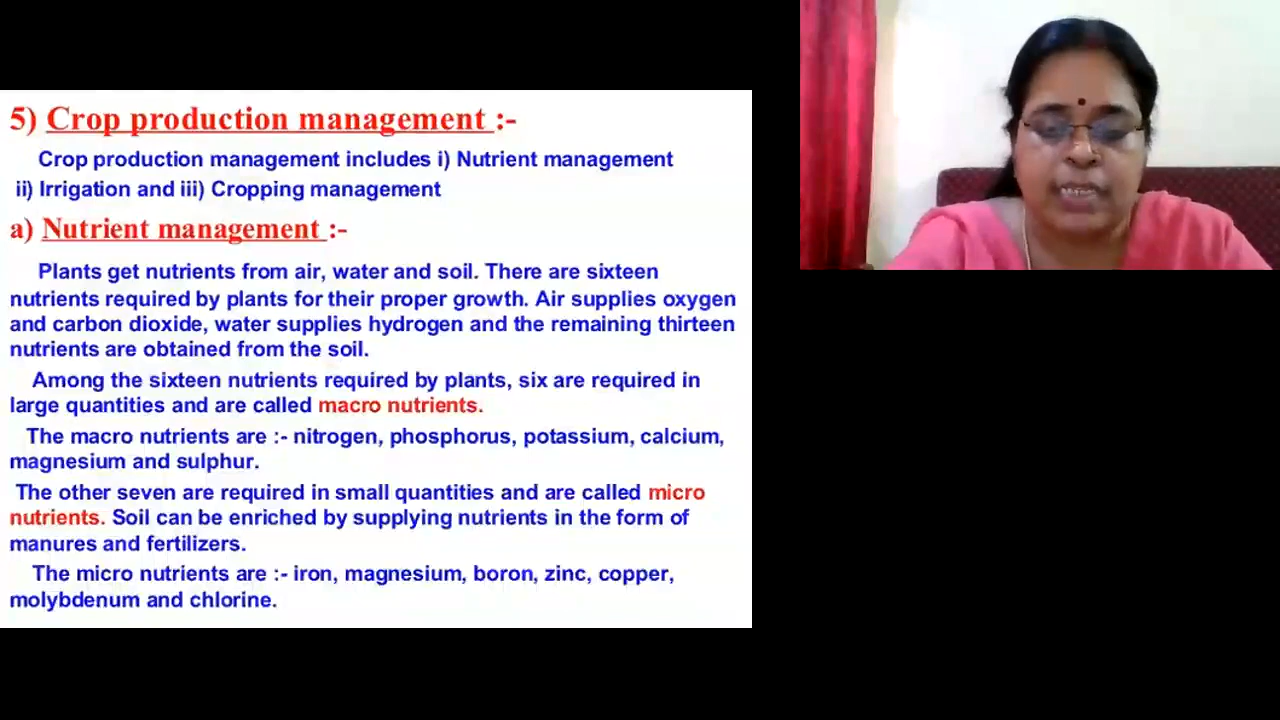 5) Crop production management :-
Crop production management includes i) Nutrient management
ii) Irrigation and iii) Cropping management
a) Nutrient management :-
Plants get nutrients from air, water and soil. There are sixteen
nutrients required by plants for their proper growth. Air supplies oxygen
and carbon dioxide, water supplies hydrogen and the remaining thirteen
nutrients are obtained from the soil.
Among the sixteen nutrients required by plants, six are required in
large quantities and are called macro nutrients.
The macro nutrients are :- nitrogen, phosphorus, potassium, calcium,
magnesium and sulphur.
The other seven are required in small quantities and are called micro
nutrients. Soil can be enriched by supplying nutrients in the form of
manures and fertilizers.
The micro nutrients are :- iron, magnesium, boron, zinc, copper,
molybdenum and chlorine.